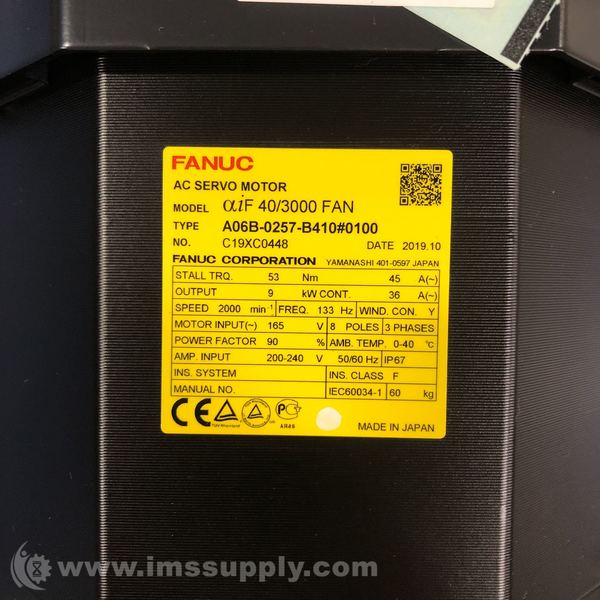 FANUC
AC SERVO MOTOR
MODEL αiF 40/3000 FAN
TYPE A06B-0257-B410#0100
NO. C19XC0448 DATE 2019.10
FANUC CORPORATION YAMANASHI 401-0597 JAPAN
STALL TRQ. 53 Nm 45 A(~)
OUTPUT 9 kW CONT. 36 A(~)
SPEED 2000 min⁻¹ FREQ. 133 Hz WIND. CON. Y
MOTOR INPUT(~) 165 V 8 POLES 3 PHASES
POWER FACTOR 90 % AMB. TEMP. 0-40 ℃
AMP. INPUT 200-240 V 50/60 Hz IP67
INS. SYSTEM INS. CLASS F
MANUAL NO. IEC60034-1 60 kg
CE TÜV Rheinland PC AЯ46
MADE IN JAPAN
www.imssupply.com